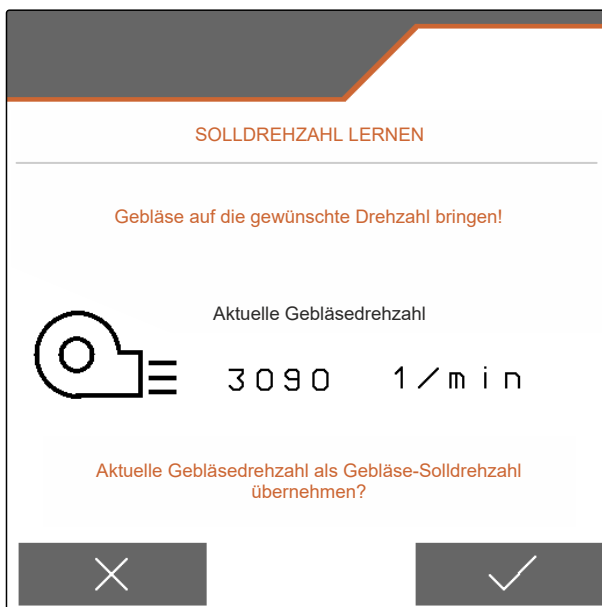 SOLLDREHZAHL LERNEN
Gebläse auf die gewünschte Drehzahl bringen!
Aktuelle Gebläsedrehzahl
3090 1/min
Aktuelle Gebläsedrehzahl als Gebläse-Solldrehzahl
übernehmen?